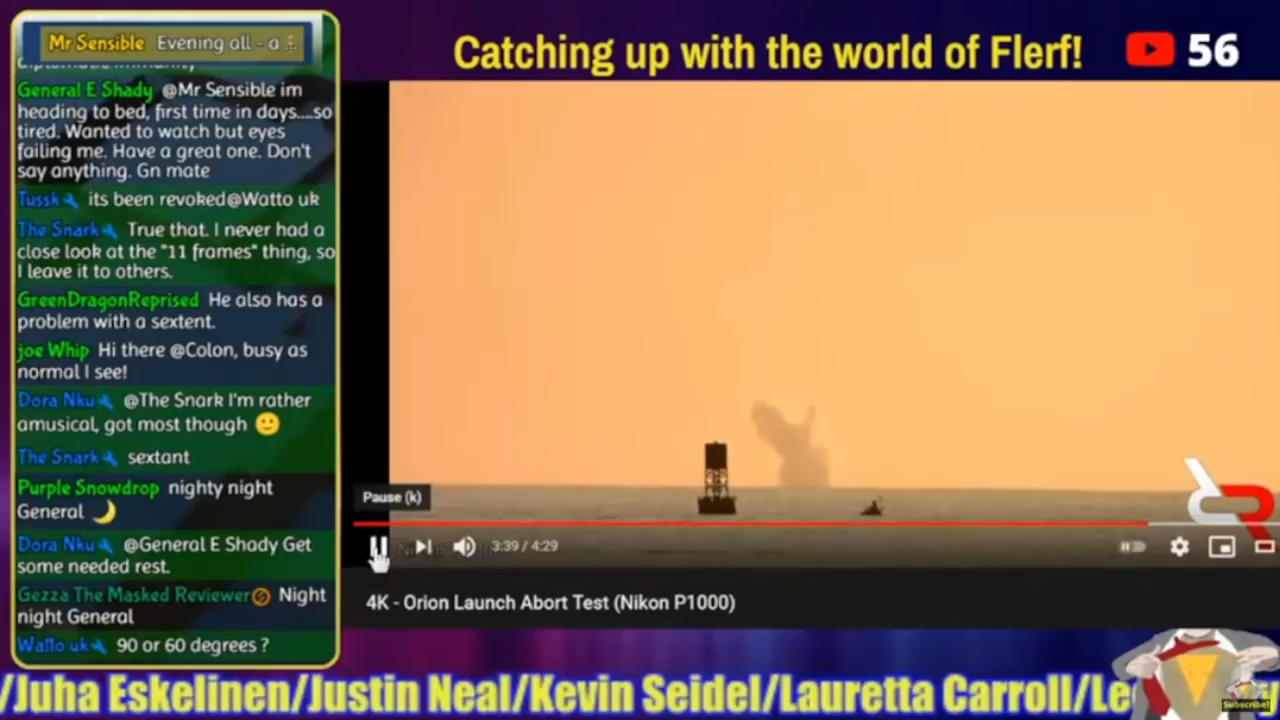 Mr Sensible Evening all - a
Catching up with the world of Flerf!
56
diplomatic immunity
General E Shady @Mr Sensible im
heading to bed, first time in days....so
tired. Wanted to watch but eyes
failing me. Have a great one. Don't
say anything. Gn mate
Tussk its been revoked@Watto uk
The Snark True that. I never had a
close look at the "11 frames" thing, so
I leave it to others.
GreenDragonReprised He also has a
problem with a sextent.
joe Whip Hi there @Colon, busy as
normal I see!
Dora Nku @The Snark I'm rather
amusical, got most though 🙂
The Snark sextant
Purple Snowdrop nighty night
General 🌙
Dora Nku @General E Shady Get
some needed rest.
Gezza The Masked Reviewer Night
night General
Watto uk 90 or 60 degrees ?
Pause (k)
3:39 / 4:29
4K - Orion Launch Abort Test (Nikon P1000)
/Juha Eskelinen/Justin Neal/Kevin Seidel/Lauretta Carroll/Le
Subscribe!